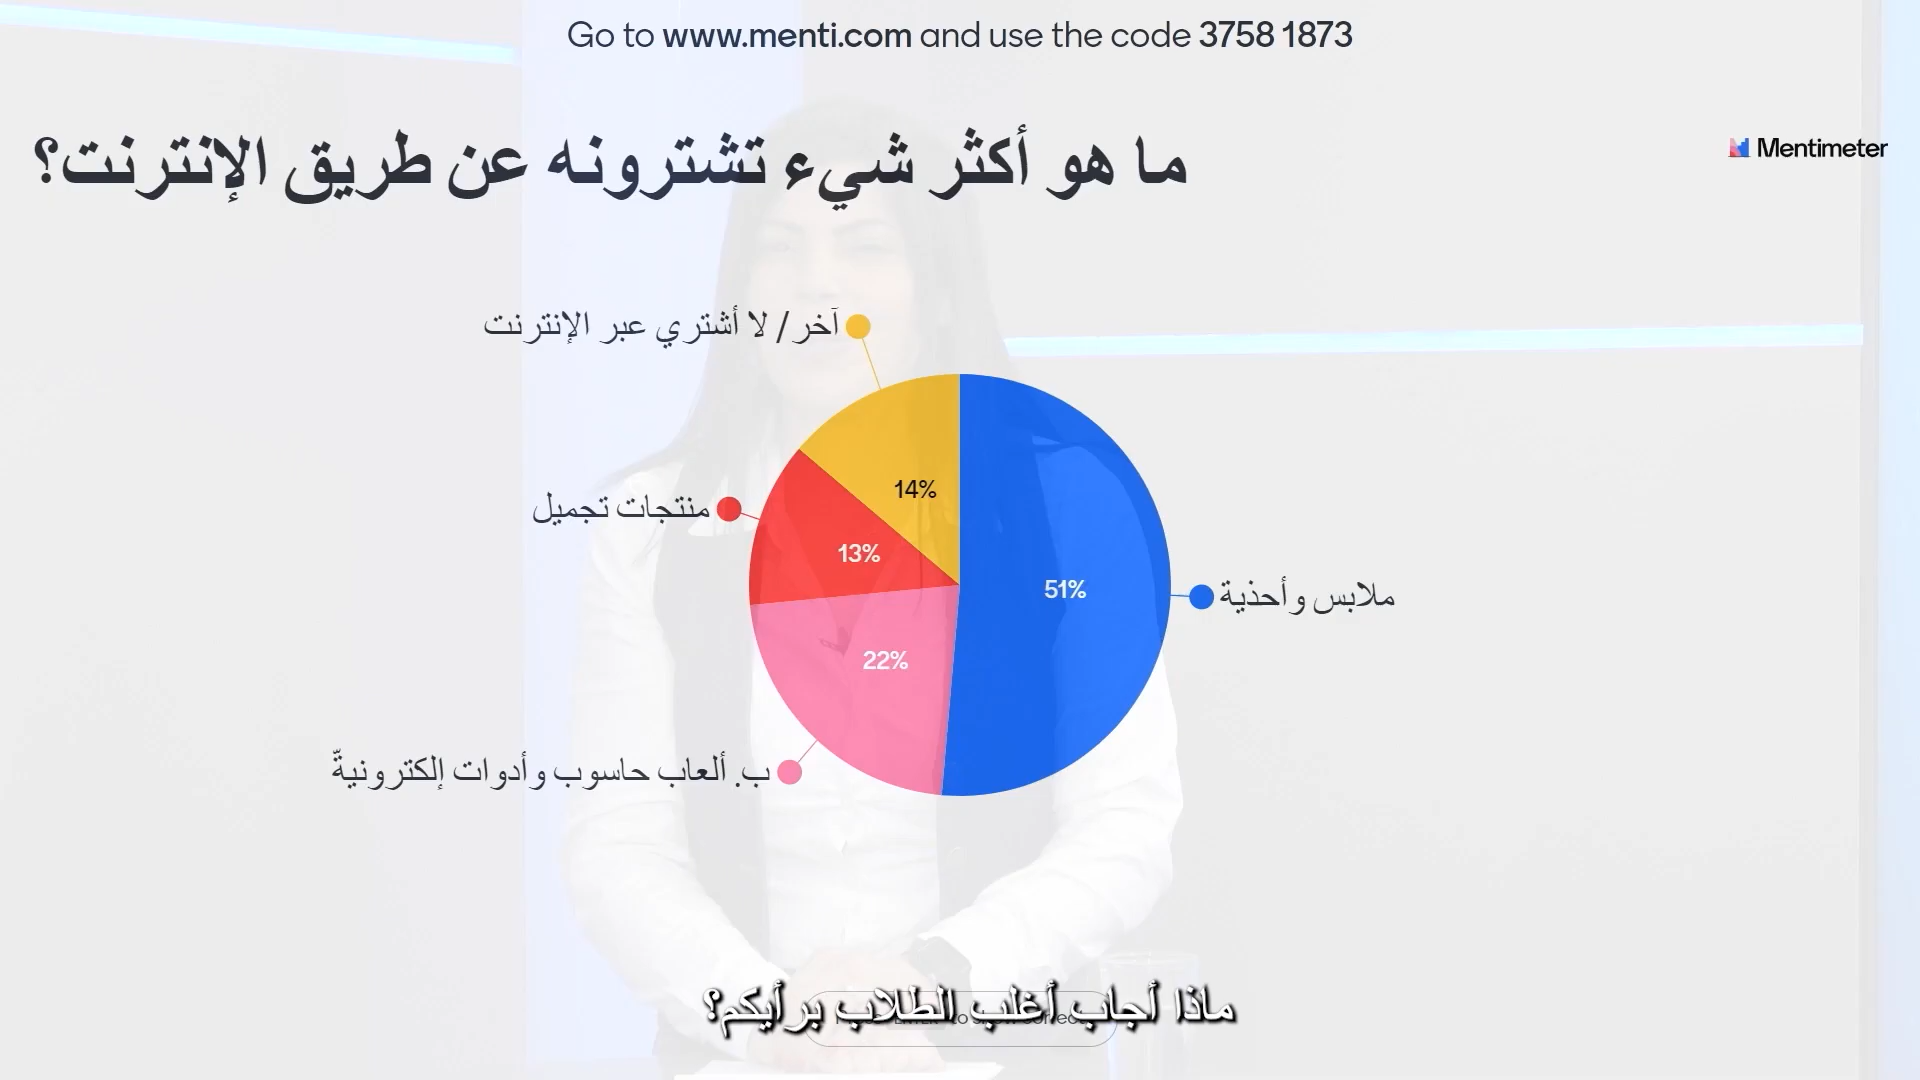 Go to www.menti.com and use the code 3758 1873
ما هو أكثر شيء تشترونه عن طريق الإنترنت؟
Mentimeter
آخر/ لا أشتري عبر الإنترنت
14%
منتجات تجميل
13%
51%
ملابس وأحذية
22%
ب. ألعاب حاسوب وأدوات إلكترونيةّ
ماذا أجاب أغلب الطلاب برأيكم؟